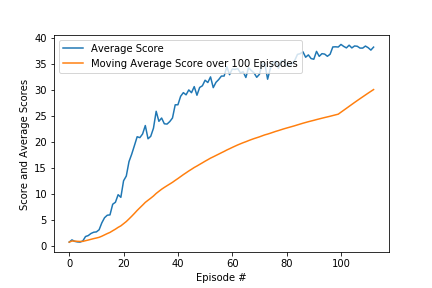 Average Score
Moving Average Score over 100 Episodes
Score and Average Scores
40
35
30
25
20
15
10
5
0
0 20 40 60 80 100
Episode #